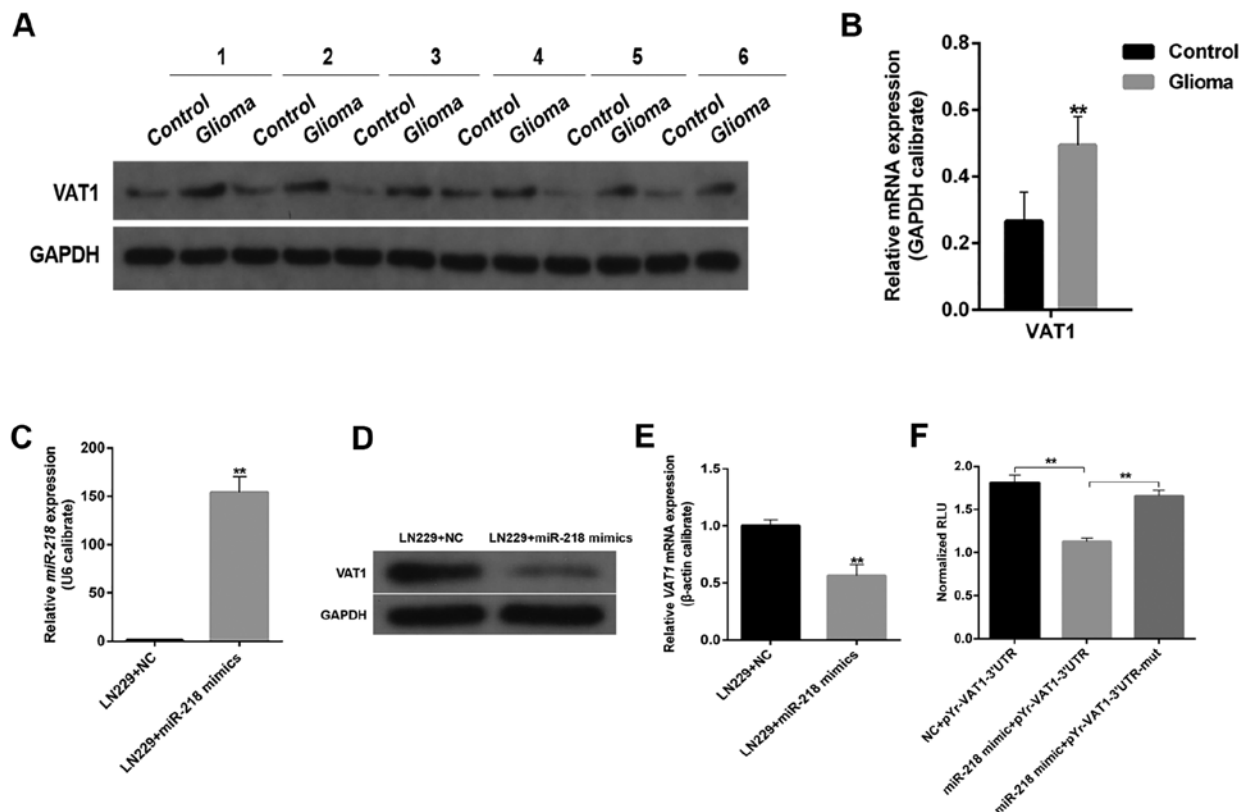 A
1 2 3 4 5 6
Control Glioma Control Glioma Control Glioma Control Glioma Control Glioma Control Glioma
VAT1
GAPDH
B
Relative mRNA expression
(GAPDH calibrate)
0.8
0.6
0.4
0.2
0.0
**
VAT1
Control
Glioma
C
Relative miR-218 expression
(U6 calibrate)
200
150
100
50
0
**
LN229+NC
LN229+miR-218 mimics
D
LN229+NC LN229+miR-218 mimics
VAT1
GAPDH
E
Relative VAT1 mRNA expression
(β-actin calibrate)
1.5
1.0
0.5
0.0
**
LN229+NC
LN229+miR-218 mimics
F
Normalized RLU
2.0
1.5
1.0
0.5
0.0
** **
NC+pYr-VAT1-3'UTR
miR-218 mimic+pYr-VAT1-3'UTR
miR-218 mimic+pYr-VAT1-3'UTR-mut